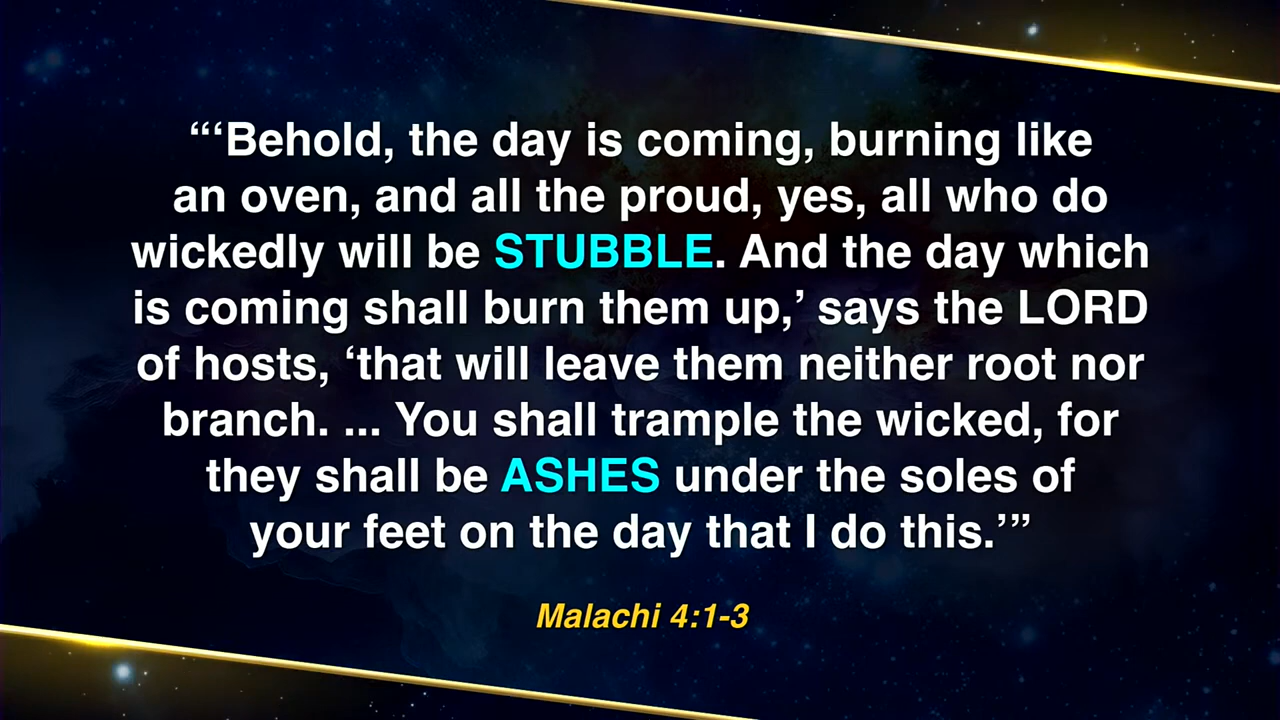 “‘Behold, the day is coming, burning like
an oven, and all the proud, yes, all who do
wickedly will be STUBBLE. And the day which
is coming shall burn them up,’ says the LORD
of hosts, ‘that will leave them neither root nor
branch. ... You shall trample the wicked, for
they shall be ASHES under the soles of
your feet on the day that I do this.’”
Malachi 4:1-3